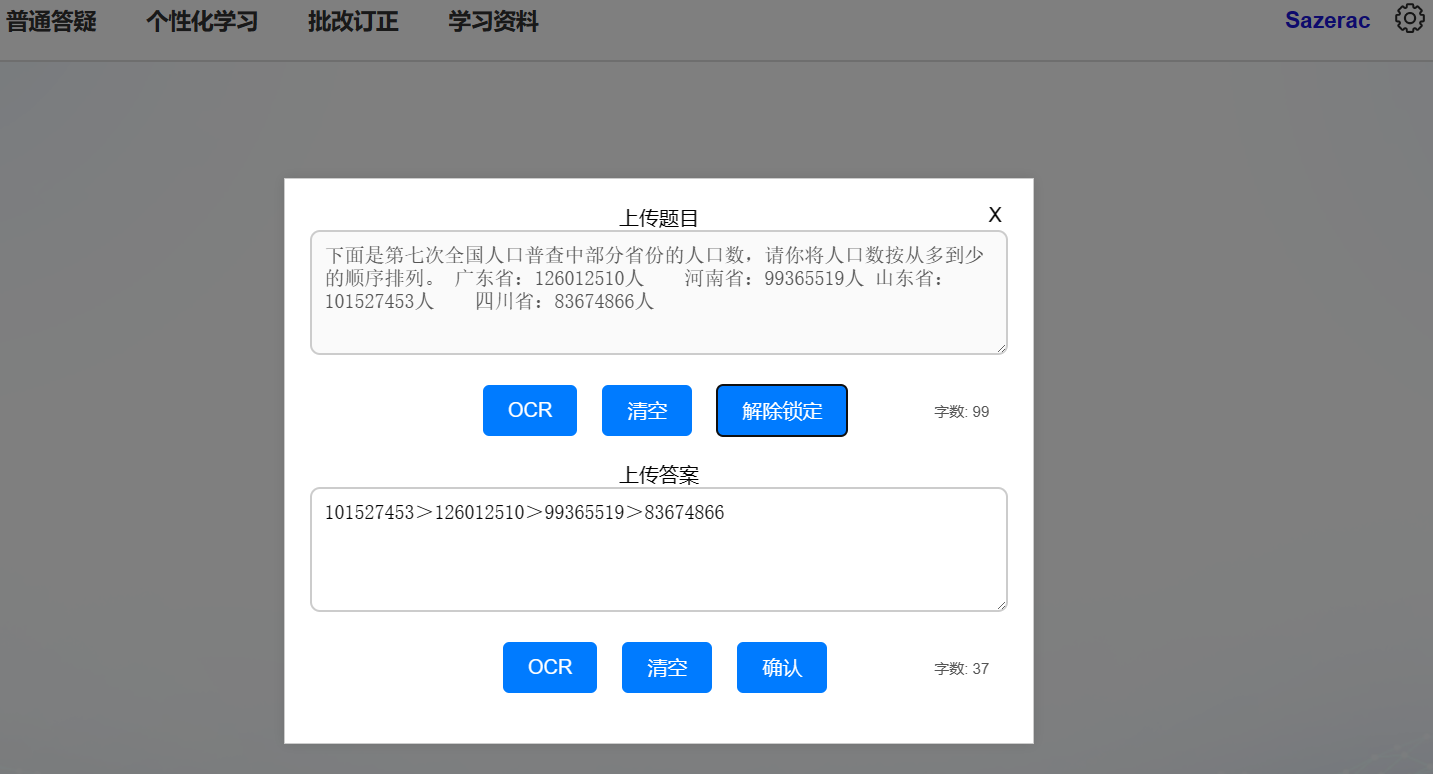 普通答疑 个性化学习 批改订正 学习资料 Sazerac
上传题目 X
下面是第七次全国人口普查中部分省份的人口数，请你将人口数按从多到少
的顺序排列。 广东省：126012510人 河南省：99365519人 山东省：
101527453人 四川省：83674866人
OCR 清空 解除锁定 字数: 99
上传答案
101527453＞126012510＞99365519＞83674866
OCR 清空 确认 字数: 37